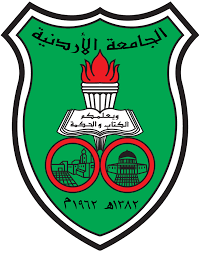 الجامعة الأردنية
ويعلمكم
الكتاب والحكمة
١٣٨٢هـ ١٩٦٢م